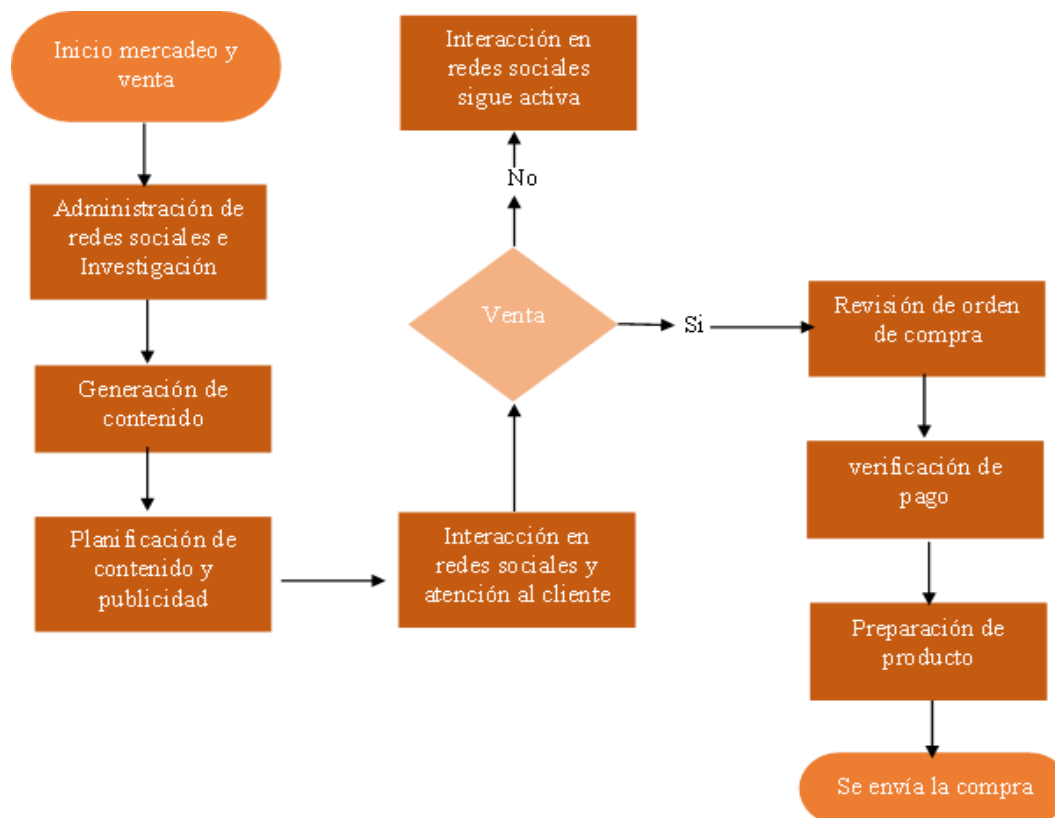 Inicio mercadeo y
venta
Administración de
redes sociales e
Investigación
Generación de
contenido
Planificación de
contenido y
publicidad
Interacción en
redes sociales y
atención al cliente
Venta
No
Interacción en
redes sociales
sigue activa
Si
Revisión de orden
de compra
verificación de
pago
Preparación de
producto
Se envía la compra